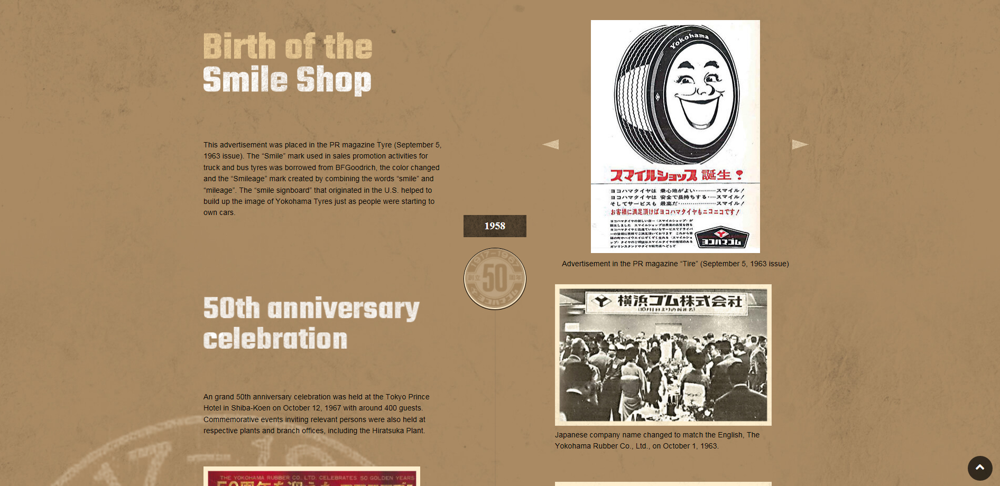 Birth of the
Smile Shop
This advertisement was placed in the PR magazine Tyre (September 5,
1963 issue). The “Smile” mark used in sales promotion activities for
truck and bus tyres was borrowed from BFGoodrich, the color changed
and the “Smileage” mark created by combining the words “smile” and
“mileage”. The “smile signboard” that originated in the U.S. helped to
build up the image of Yokohama Tyres just as people were starting to
own cars.
Yokohama
スマイルショップ 誕生!
ヨコハマタイヤは 乗心地がよい··········スマイル!
ヨコハマタイヤは 安全で長持ちする····スマイル!
そしてサービスも 最高だ················スマイル!
お客様に満足頂けばヨコハマタイヤもニコニコです!
ヨコハマゴム
Advertisement in the PR magazine “Tire” (September 5, 1963 issue)
1958
1917-1967
創立 50 周年
ヨコハマゴム
50th anniversary
celebration
An grand 50th anniversary celebration was held at the Tokyo Prince
Hotel in Shiba-Koen on October 12, 1967 with around 400 guests.
Commemorative events inviting relevant persons were also held at
respective plants and branch offices, including the Hiratsuka Plant.
横浜ゴム株式会社
(10月1日よりの新社名)
Japanese company name changed to match the English, The
Yokohama Rubber Co., Ltd., on October 1, 1963.
THE YOKOHAMA RUBBER CO., LTD. CELEBRATES 50 GOLDEN YEARS